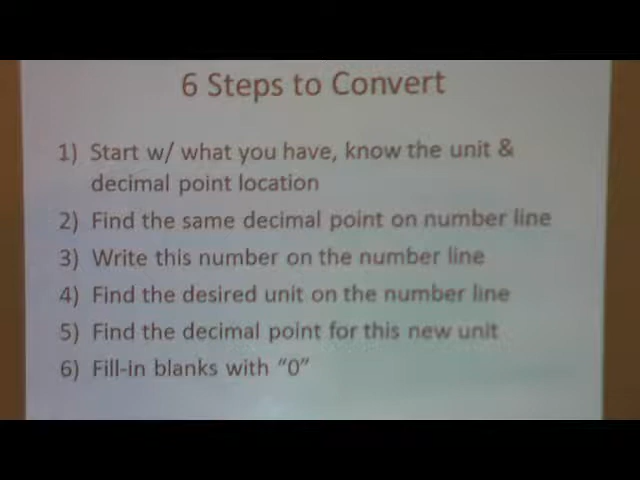 6 Steps to Convert
1) Start w/ what you have, know the unit &
decimal point location
2) Find the same decimal point on number line
3) Write this number on the number line
4) Find the desired unit on the number line
5) Find the decimal point for this new unit
6) Fill-in blanks with “0”